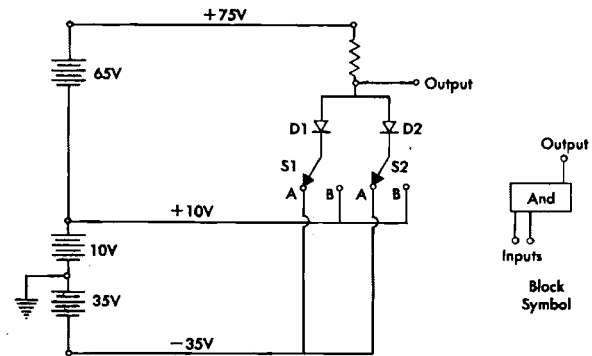 +75V
65V
Output
D1
D2
S1
S2
A
B
A
B
+10V
10V
35V
−35V
Output
And
Inputs
Block
Symbol